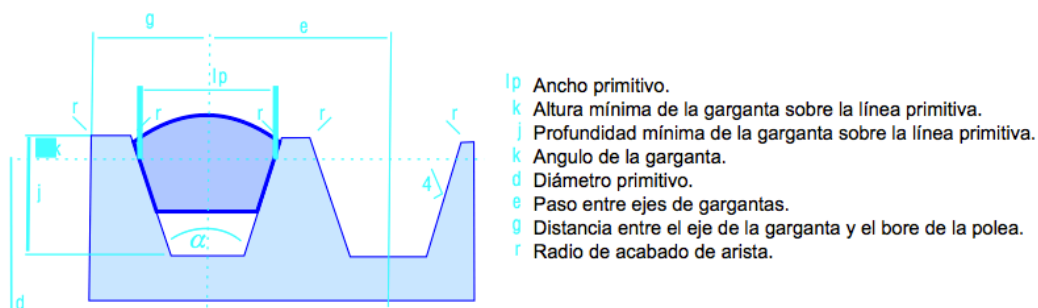 g
e
lp
r
r
r
r
r
k
j
4
α
d
lp Ancho primitivo.
k Altura mínima de la garganta sobre la línea primitiva.
j Profundidad mínima de la garganta sobre la línea primitiva.
k Angulo de la garganta.
d Diámetro primitivo.
e Paso entre ejes de gargantas.
g Distancia entre el eje de la garganta y el bore de la polea.
r Radio de acabado de arista.